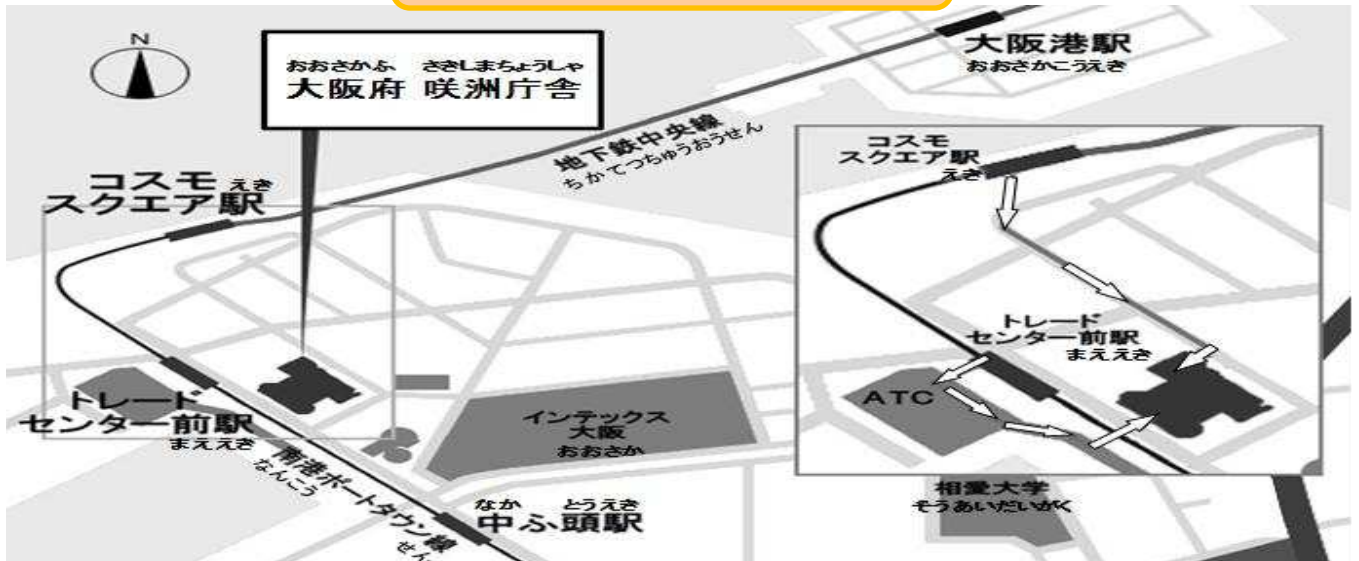 N
おおさかふ さきしまちょうしゃ
大阪府 咲洲庁舎
大阪港駅
おおさかこうえき
地下鉄中央線
ちかてつちゅうおうせん
コスモ
スクエア駅
えき
トレード
センター前駅
まええき
南港ポートタウン線
なんこう
せん
インテックス
大阪
おおさか
なか とうえき
中ふ頭駅
コスモ
スクエア駅
えき
トレード
センター前駅
まええき
ATC
相愛大学
そうあいだいがく